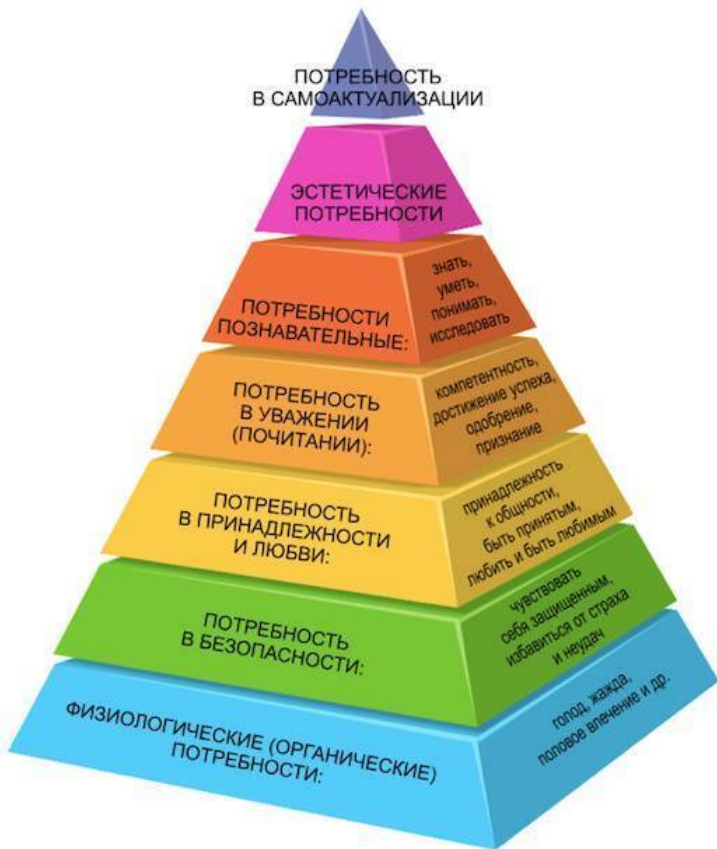 ПОТРЕБНОСТЬ
В САМОАКТУАЛИЗАЦИИ
ЭСТЕТИЧЕСКИЕ
ПОТРЕБНОСТИ
ПОТРЕБНОСТИ
ПОЗНАВАТЕЛЬНЫЕ:
знать,
уметь,
понимать,
исследовать
ПОТРЕБНОСТЬ
В УВАЖЕНИИ
(ПОЧИТАНИИ):
компетентность,
достижение успеха,
одобрение,
признание
ПОТРЕБНОСТЬ
В ПРИНАДЛЕЖНОСТИ
И ЛЮБВИ:
принадлежность
к общности,
быть принятым,
любить и быть любимым
ПОТРЕБНОСТЬ
В БЕЗОПАСНОСТИ:
чувствовать
себя защищенным,
избавиться от страха
и неудач
ФИЗИОЛОГИЧЕСКИЕ (ОРГАНИЧЕСКИЕ)
ПОТРЕБНОСТИ:
голод, жажда,
половое влечение и др.